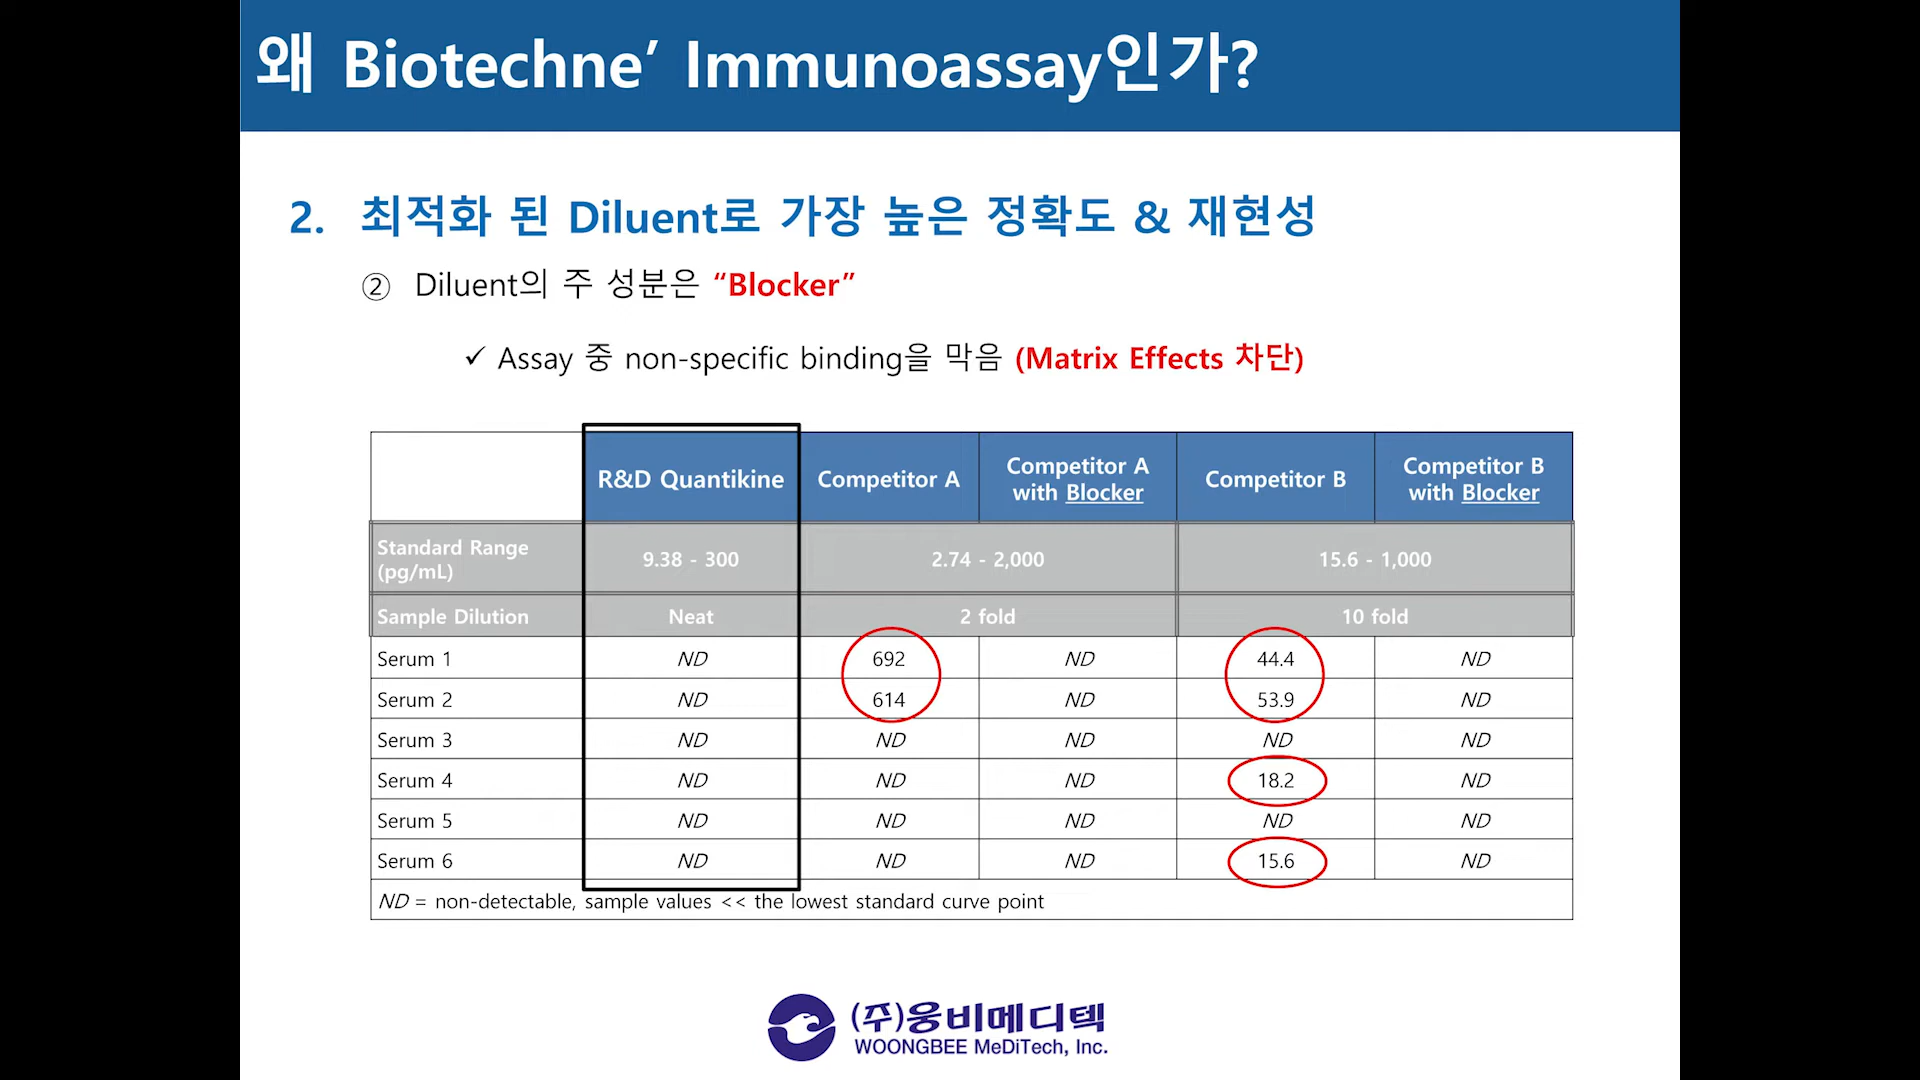 왜 Biotechne’ Immunoassay인가?
2. 최적화 된 Diluent로 가장 높은 정확도 & 재현성
② Diluent의 주 성분은 “Blocker”
✓ Assay 중 non-specific binding을 막음 (Matrix Effects 차단)
R&D Quantikine Competitor A Competitor A with Blocker Competitor B Competitor B with Blocker
Standard Range (pg/mL) 9.38 - 300 2.74 - 2,000 15.6 - 1,000
Sample Dilution Neat 2 fold 10 fold
Serum 1 ND 692 ND 44.4 ND
Serum 2 ND 614 ND 53.9 ND
Serum 3 ND ND ND ND ND
Serum 4 ND ND ND 18.2 ND
Serum 5 ND ND ND ND ND
Serum 6 ND ND ND 15.6 ND
ND = non-detectable, sample values << the lowest standard curve point
(주)웅비메디텍
WOONGBEE MeDiTech, Inc.